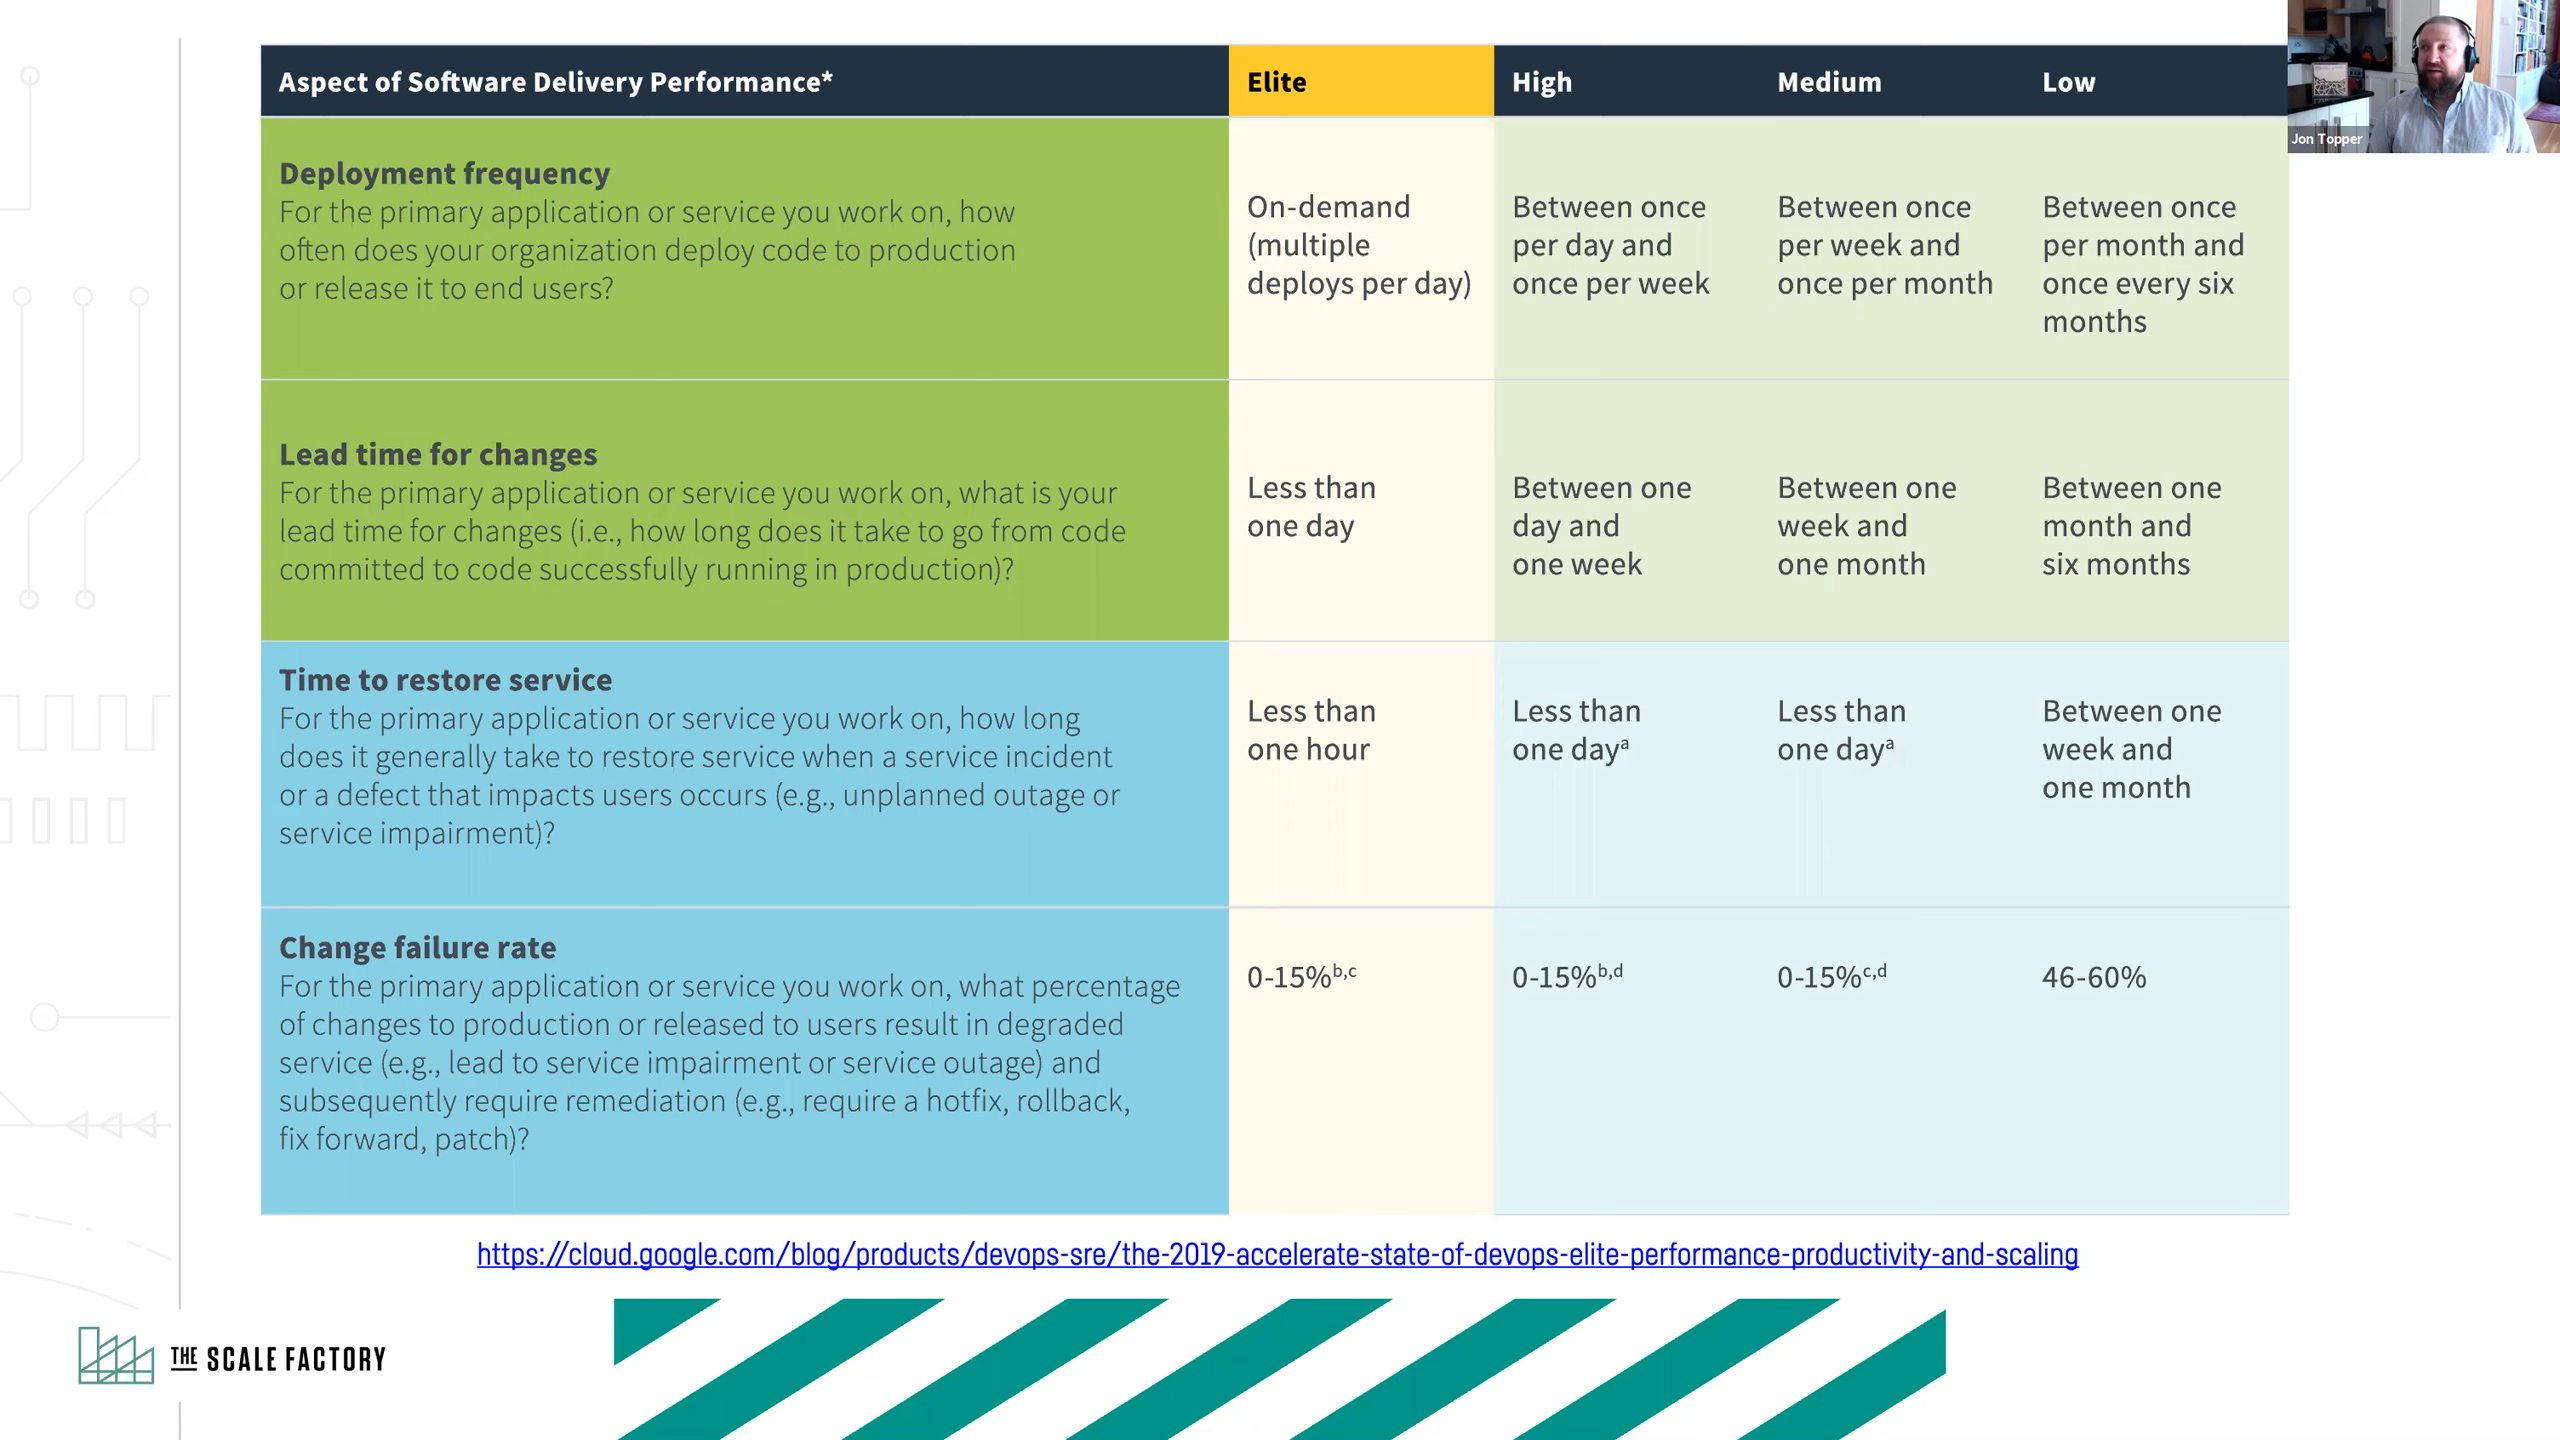 Aspect of Software Delivery Performance*
Elite
High
Medium
Low
Jon Topper
Deployment frequency
For the primary application or service you work on, how
often does your organization deploy code to production
or release it to end users?
On-demand
(multiple
deploys per day)
Between once
per day and
once per week
Between once
per week and
once per month
Between once
per month and
once every six
months
Lead time for changes
For the primary application or service you work on, what is your
lead time for changes (i.e., how long does it take to go from code
committed to code successfully running in production)?
Less than
one day
Between one
day and
one week
Between one
week and
one month
Between one
month and
six months
Time to restore service
For the primary application or service you work on, how long
does it generally take to restore service when a service incident
or a defect that impacts users occurs (e.g., unplanned outage or
service impairment)?
Less than
one hour
Less than
one dayᵃ
Less than
one dayᵃ
Between one
week and
one month
Change failure rate
For the primary application or service you work on, what percentage
of changes to production or released to users result in degraded
service (e.g., lead to service impairment or service outage) and
subsequently require remediation (e.g., require a hotfix, rollback,
fix forward, patch)?
0-15%ᵇ,ᶜ
0-15%ᵇ,ᵈ
0-15%ᶜ,ᵈ
46-60%
https://cloud.google.com/blog/products/devops-sre/the-2019-accelerate-state-of-devops-elite-performance-productivity-and-scaling
THE SCALE FACTORY